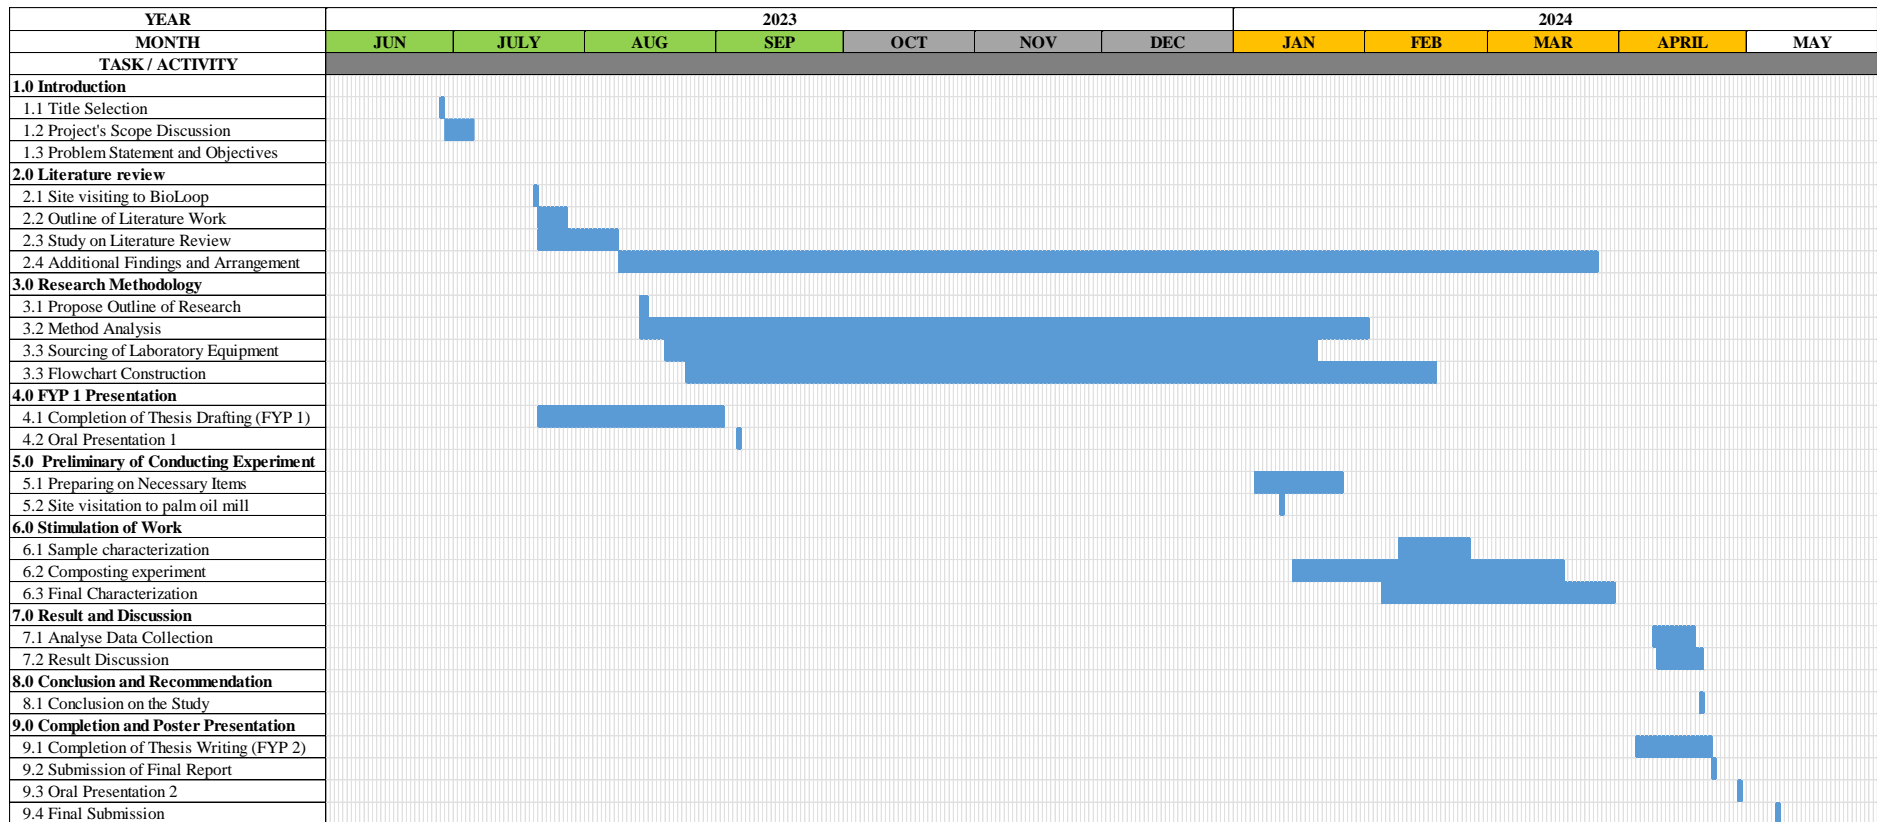 YEAR 2023 2024
MONTH JUN JULY AUG SEP OCT NOV DEC JAN FEB MAR APRIL MAY
TASK / ACTIVITY
1.0 Introduction
1.1 Title Selection
1.2 Project's Scope Discussion
1.3 Problem Statement and Objectives
2.0 Literature review
2.1 Site visiting to BioLoop
2.2 Outline of Literature Work
2.3 Study on Literature Review
2.4 Additional Findings and Arrangement
3.0 Research Methodology
3.1 Propose Outline of Research
3.2 Method Analysis
3.3 Sourcing of Laboratory Equipment
3.3 Flowchart Construction
4.0 FYP 1 Presentation
4.1 Completion of Thesis Drafting (FYP 1)
4.2 Oral Presentation 1
5.0 Preliminary of Conducting Experiment
5.1 Preparing on Necessary Items
5.2 Site visitation to palm oil mill
6.0 Stimulation of Work
6.1 Sample characterization
6.2 Composting experiment
6.3 Final Characterization
7.0 Result and Discussion
7.1 Analyse Data Collection
7.2 Result Discussion
8.0 Conclusion and Recommendation
8.1 Conclusion on the Study
9.0 Completion and Poster Presentation
9.1 Completion of Thesis Writing (FYP 2)
9.2 Submission of Final Report
9.3 Oral Presentation 2
9.4 Final Submission